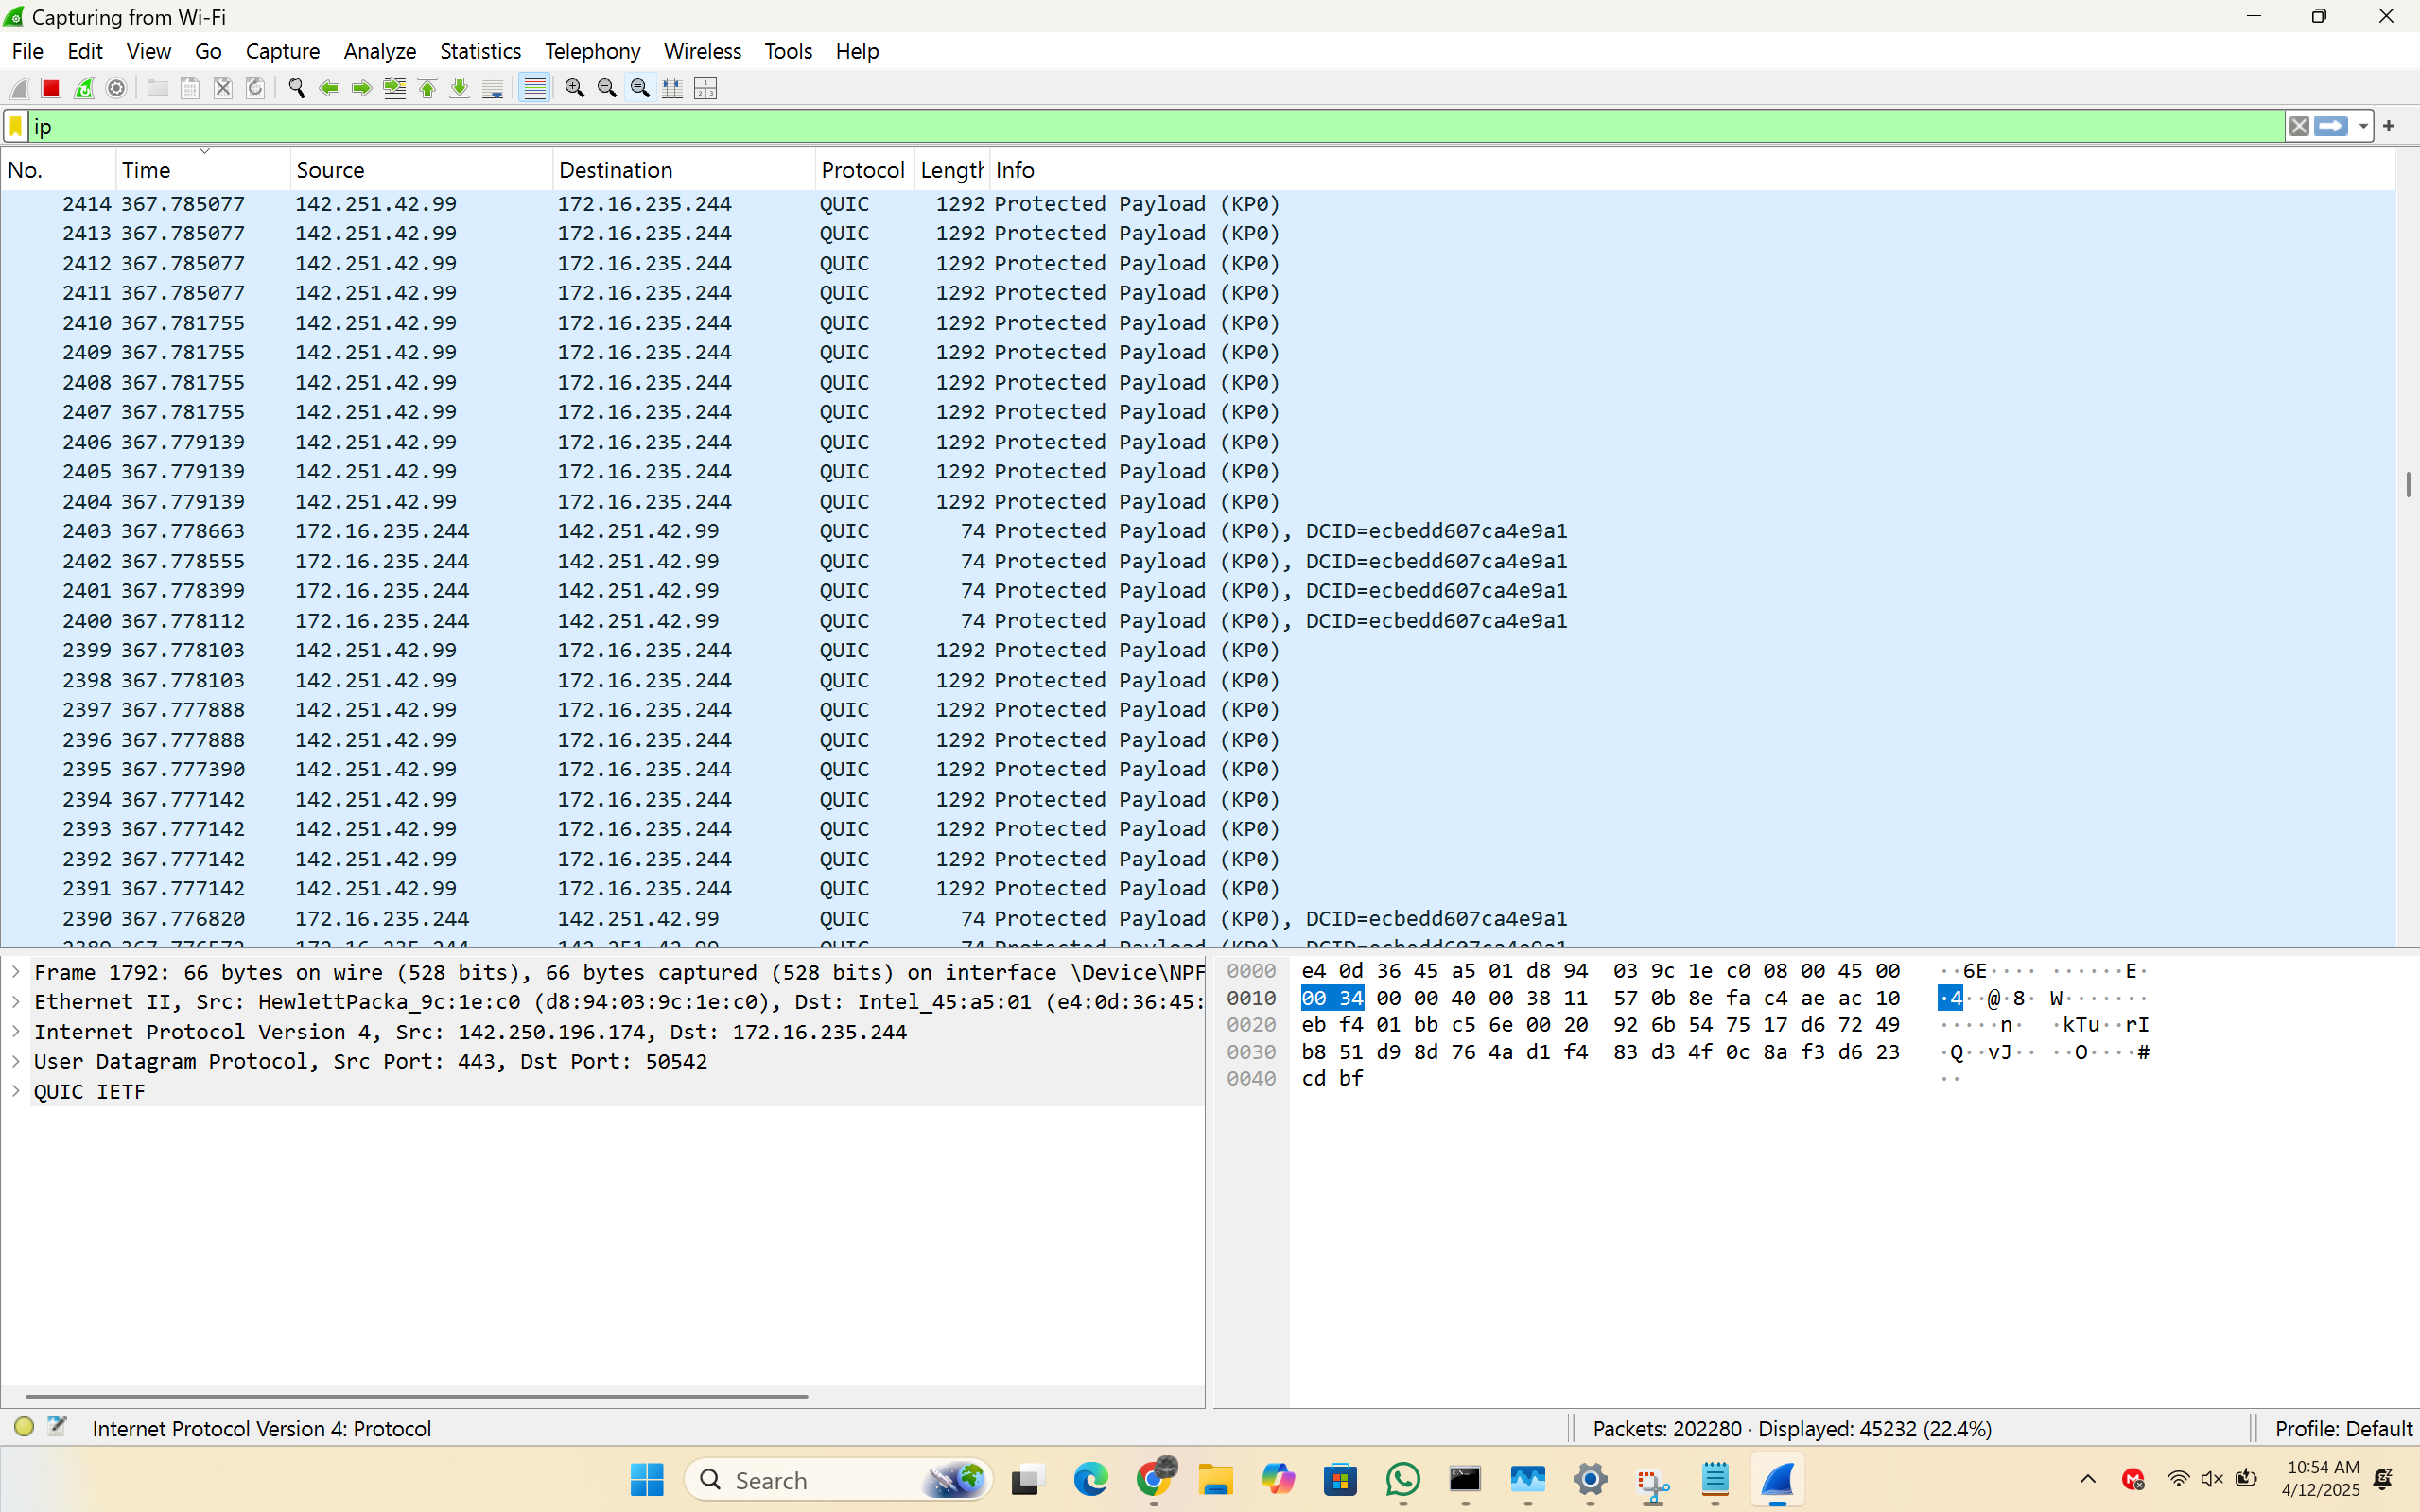 Capturing from Wi-Fi
File Edit View Go Capture Analyze Statistics Telephony Wireless Tools Help
ip
No. Time Source Destination Protocol Length Info
2414 367.785077 142.251.42.99 172.16.235.244 QUIC 1292 Protected Payload (KP0)
2413 367.785077 142.251.42.99 172.16.235.244 QUIC 1292 Protected Payload (KP0)
2412 367.785077 142.251.42.99 172.16.235.244 QUIC 1292 Protected Payload (KP0)
2411 367.785077 142.251.42.99 172.16.235.244 QUIC 1292 Protected Payload (KP0)
2410 367.781755 142.251.42.99 172.16.235.244 QUIC 1292 Protected Payload (KP0)
2409 367.781755 142.251.42.99 172.16.235.244 QUIC 1292 Protected Payload (KP0)
2408 367.781755 142.251.42.99 172.16.235.244 QUIC 1292 Protected Payload (KP0)
2407 367.781755 142.251.42.99 172.16.235.244 QUIC 1292 Protected Payload (KP0)
2406 367.779139 142.251.42.99 172.16.235.244 QUIC 1292 Protected Payload (KP0)
2405 367.779139 142.251.42.99 172.16.235.244 QUIC 1292 Protected Payload (KP0)
2404 367.779139 142.251.42.99 172.16.235.244 QUIC 1292 Protected Payload (KP0)
2403 367.778663 172.16.235.244 142.251.42.99 QUIC 74 Protected Payload (KP0), DCID=ecbedd607ca4e9a1
2402 367.778555 172.16.235.244 142.251.42.99 QUIC 74 Protected Payload (KP0), DCID=ecbedd607ca4e9a1
2401 367.778399 172.16.235.244 142.251.42.99 QUIC 74 Protected Payload (KP0), DCID=ecbedd607ca4e9a1
2400 367.778112 172.16.235.244 142.251.42.99 QUIC 74 Protected Payload (KP0), DCID=ecbedd607ca4e9a1
2399 367.778103 142.251.42.99 172.16.235.244 QUIC 1292 Protected Payload (KP0)
2398 367.778103 142.251.42.99 172.16.235.244 QUIC 1292 Protected Payload (KP0)
2397 367.777888 142.251.42.99 172.16.235.244 QUIC 1292 Protected Payload (KP0)
2396 367.777888 142.251.42.99 172.16.235.244 QUIC 1292 Protected Payload (KP0)
2395 367.777390 142.251.42.99 172.16.235.244 QUIC 1292 Protected Payload (KP0)
2394 367.777142 142.251.42.99 172.16.235.244 QUIC 1292 Protected Payload (KP0)
2393 367.777142 142.251.42.99 172.16.235.244 QUIC 1292 Protected Payload (KP0)
2392 367.777142 142.251.42.99 172.16.235.244 QUIC 1292 Protected Payload (KP0)
2391 367.777142 142.251.42.99 172.16.235.244 QUIC 1292 Protected Payload (KP0)
2390 367.776820 172.16.235.244 142.251.42.99 QUIC 74 Protected Payload (KP0), DCID=ecbedd607ca4e9a1
2389 367.776572 172.16.235.244 142.251.42.99 QUIC 74 Protected Payload (KP0), DCID=ecbedd607ca4e9a1
Frame 1792: 66 bytes on wire (528 bits), 66 bytes captured (528 bits) on interface \Device\NPF
Ethernet II, Src: HewlettPacka_9c:1e:c0 (d8:94:03:9c:1e:c0), Dst: Intel_45:a5:01 (e4:0d:36:45:
Internet Protocol Version 4, Src: 142.250.196.174, Dst: 172.16.235.244
User Datagram Protocol, Src Port: 443, Dst Port: 50542
QUIC IETF
0000 e4 0d 36 45 a5 01 d8 94 03 9c 1e c0 08 00 45 00 ··6E···· ······E·
0010 00 34 00 00 40 00 38 11 57 0b 8e fa c4 ae ac 10 ·4··@·8· W·······
0020 eb f4 01 bb c5 6e 00 20 92 6b 54 75 17 d6 72 49 ·····n· ·kTu··rI
0030 b8 51 d9 8d 76 4a d1 f4 83 d3 4f 0c 8a f3 d6 23 ·Q··vJ·· ··O····#
0040 cd bf ··
Internet Protocol Version 4: Protocol
Packets: 202280 · Displayed: 45232 (22.4%)
Profile: Default
Search
10:54 AM
4/12/2025